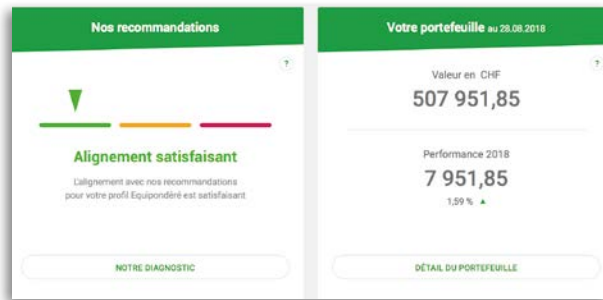 Nos recommandations
?
Alignement satisfaisant
L'alignement avec nos recommandations
pour votre profil Equipondéré est satisfaisant
NOTRE DIAGNOSTIC
Votre portefeuille au 28.08.2018
?
Valeur en CHF
507 951,85
Performance 2018
7 951,85
1,59 % ▲
DÉTAIL DU PORTEFEUILLE